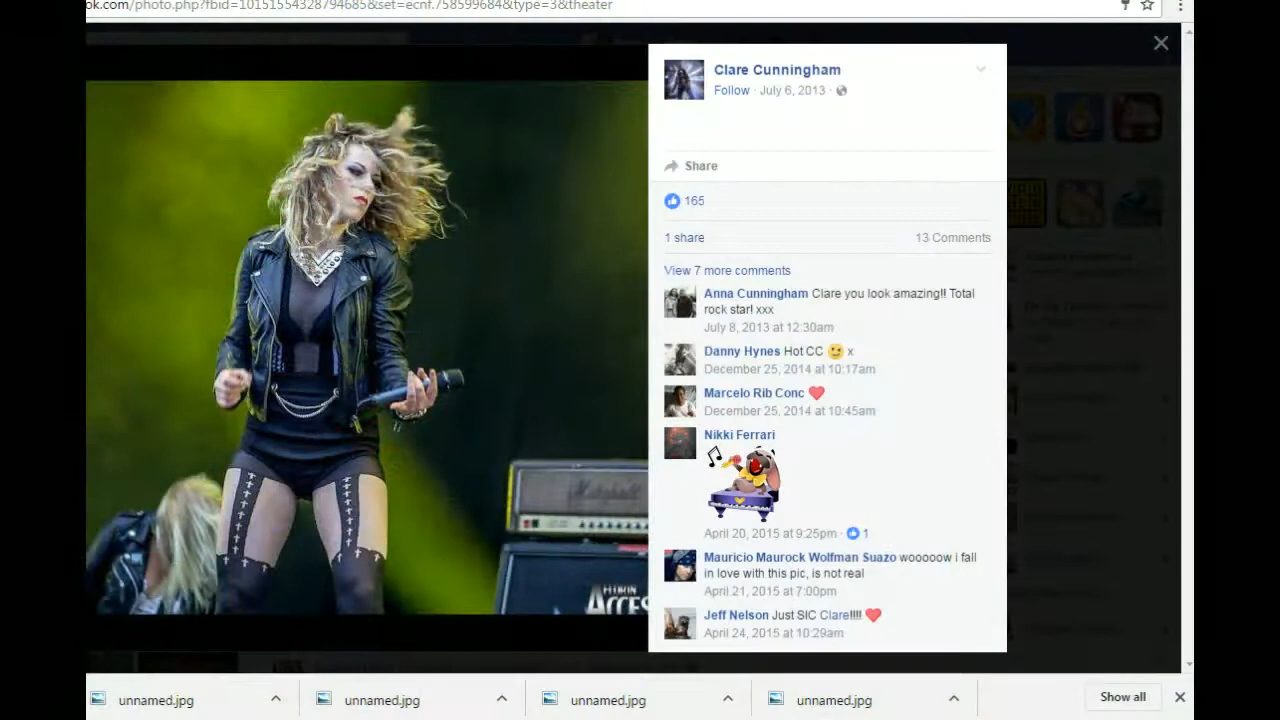 ok.com/photo.php?fbid=10151554328794685&set=ecnf.758599684&type=3&theater
Clare Cunningham
Follow · July 6, 2013 ·
Share
165
1 share
13 Comments
View 7 more comments
Anna Cunningham Clare you look amazing!! Total
rock star! xxx
July 8, 2013 at 12:30am
Danny Hynes Hot CC 😉 x
December 25, 2014 at 10:17am
Marcelo Rib Conc ❤
December 25, 2014 at 10:45am
Nikki Ferrari
April 20, 2015 at 9:25pm · 1
Mauricio Maurock Wolfman Suazo wooooow i fall
in love with this pic, is not real
April 21, 2015 at 7:00pm
Jeff Nelson Just SIC Clare!!!! ❤
April 24, 2015 at 10:29am
Marshall
ACCE
unnamed.jpg
unnamed.jpg
unnamed.jpg
unnamed.jpg
Show all